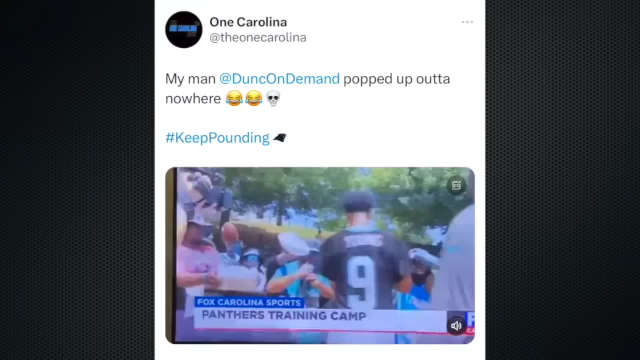 One Carolina
@theonecarolina
My man @DuncOnDemand popped up outta
nowhere 😂😂💀
#KeepPounding
9
FOX CAROLINA SPORTS
PANTHERS TRAINING CAMP